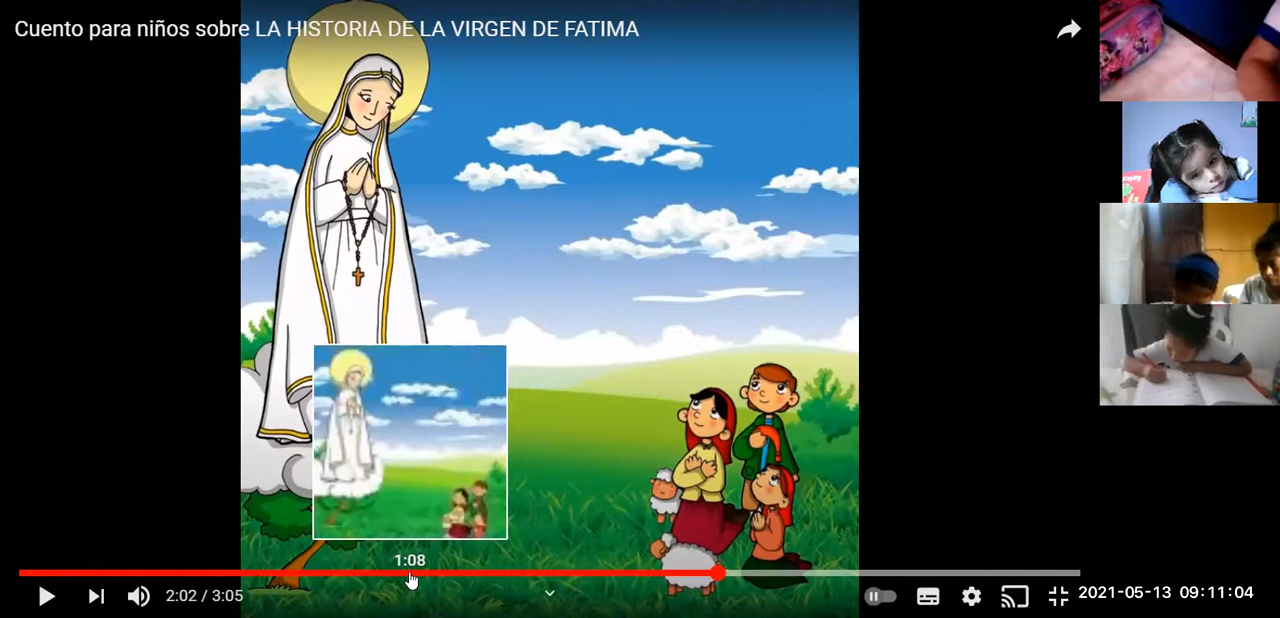 Cuento para niños sobre LA HISTORIA DE LA VIRGEN DE FATIMA
1:08
2:02 / 3:05
2021-05-13 09:11:04